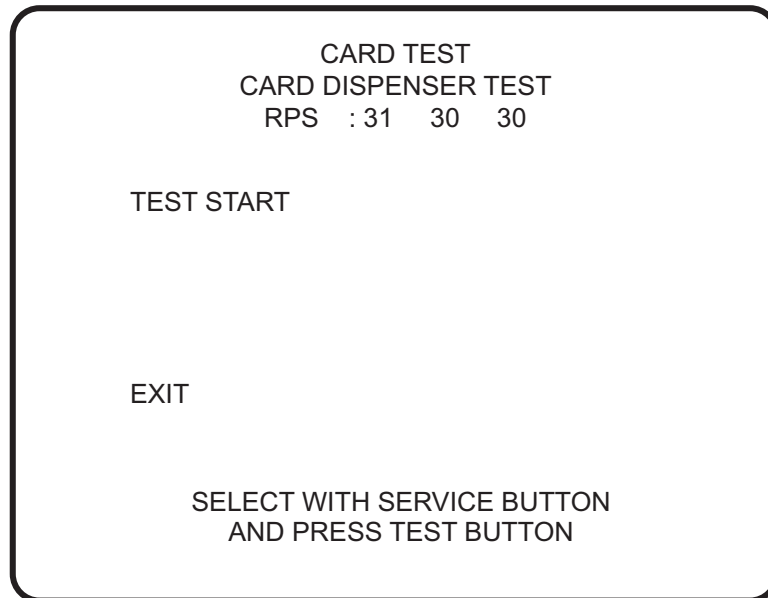 CARD TEST
CARD DISPENSER TEST
RPS : 31 30 30
TEST START
EXIT
SELECT WITH SERVICE BUTTON
AND PRESS TEST BUTTON